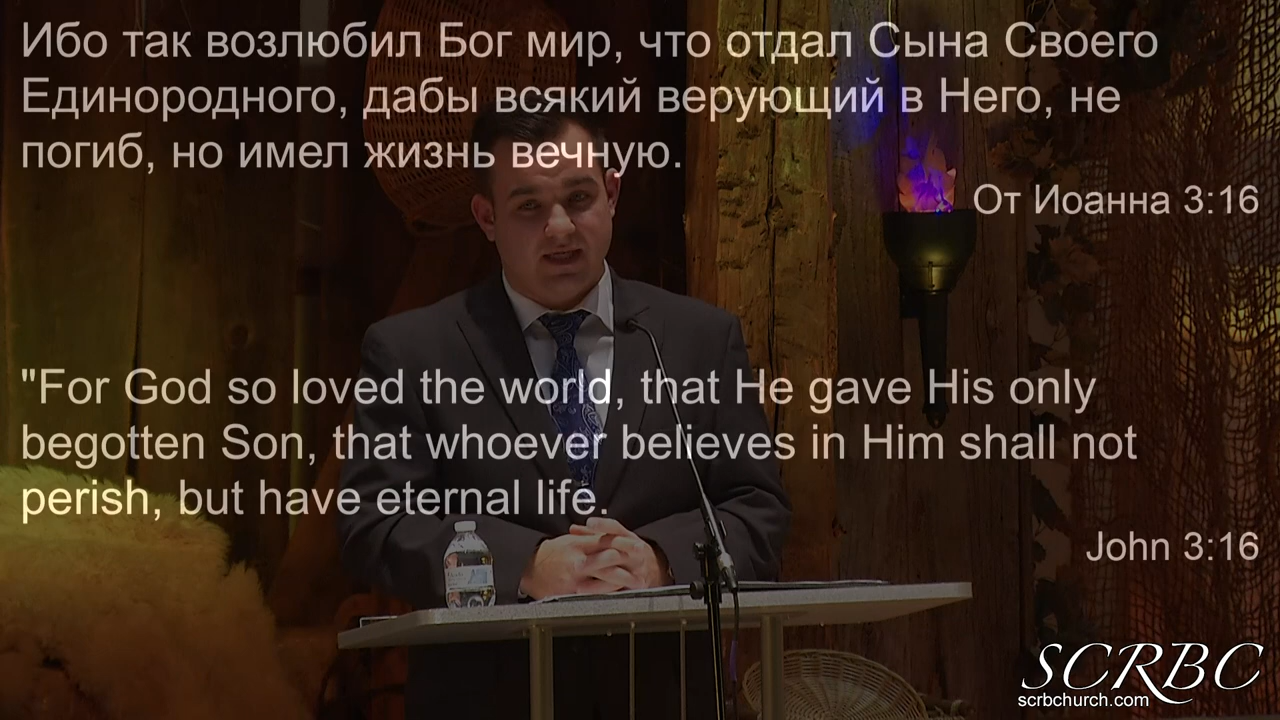 Ибо так возлюбил Бог мир, что отдал Сына Своего
Единородного, дабы всякий верующий в Него, не
погиб, но имел жизнь вечную.
От Иоанна 3:16
"For God so loved the world, that He gave His only
begotten Son, that whoever believes in Him shall not
perish, but have eternal life.
John 3:16
SCRBC
scrbchurch.com